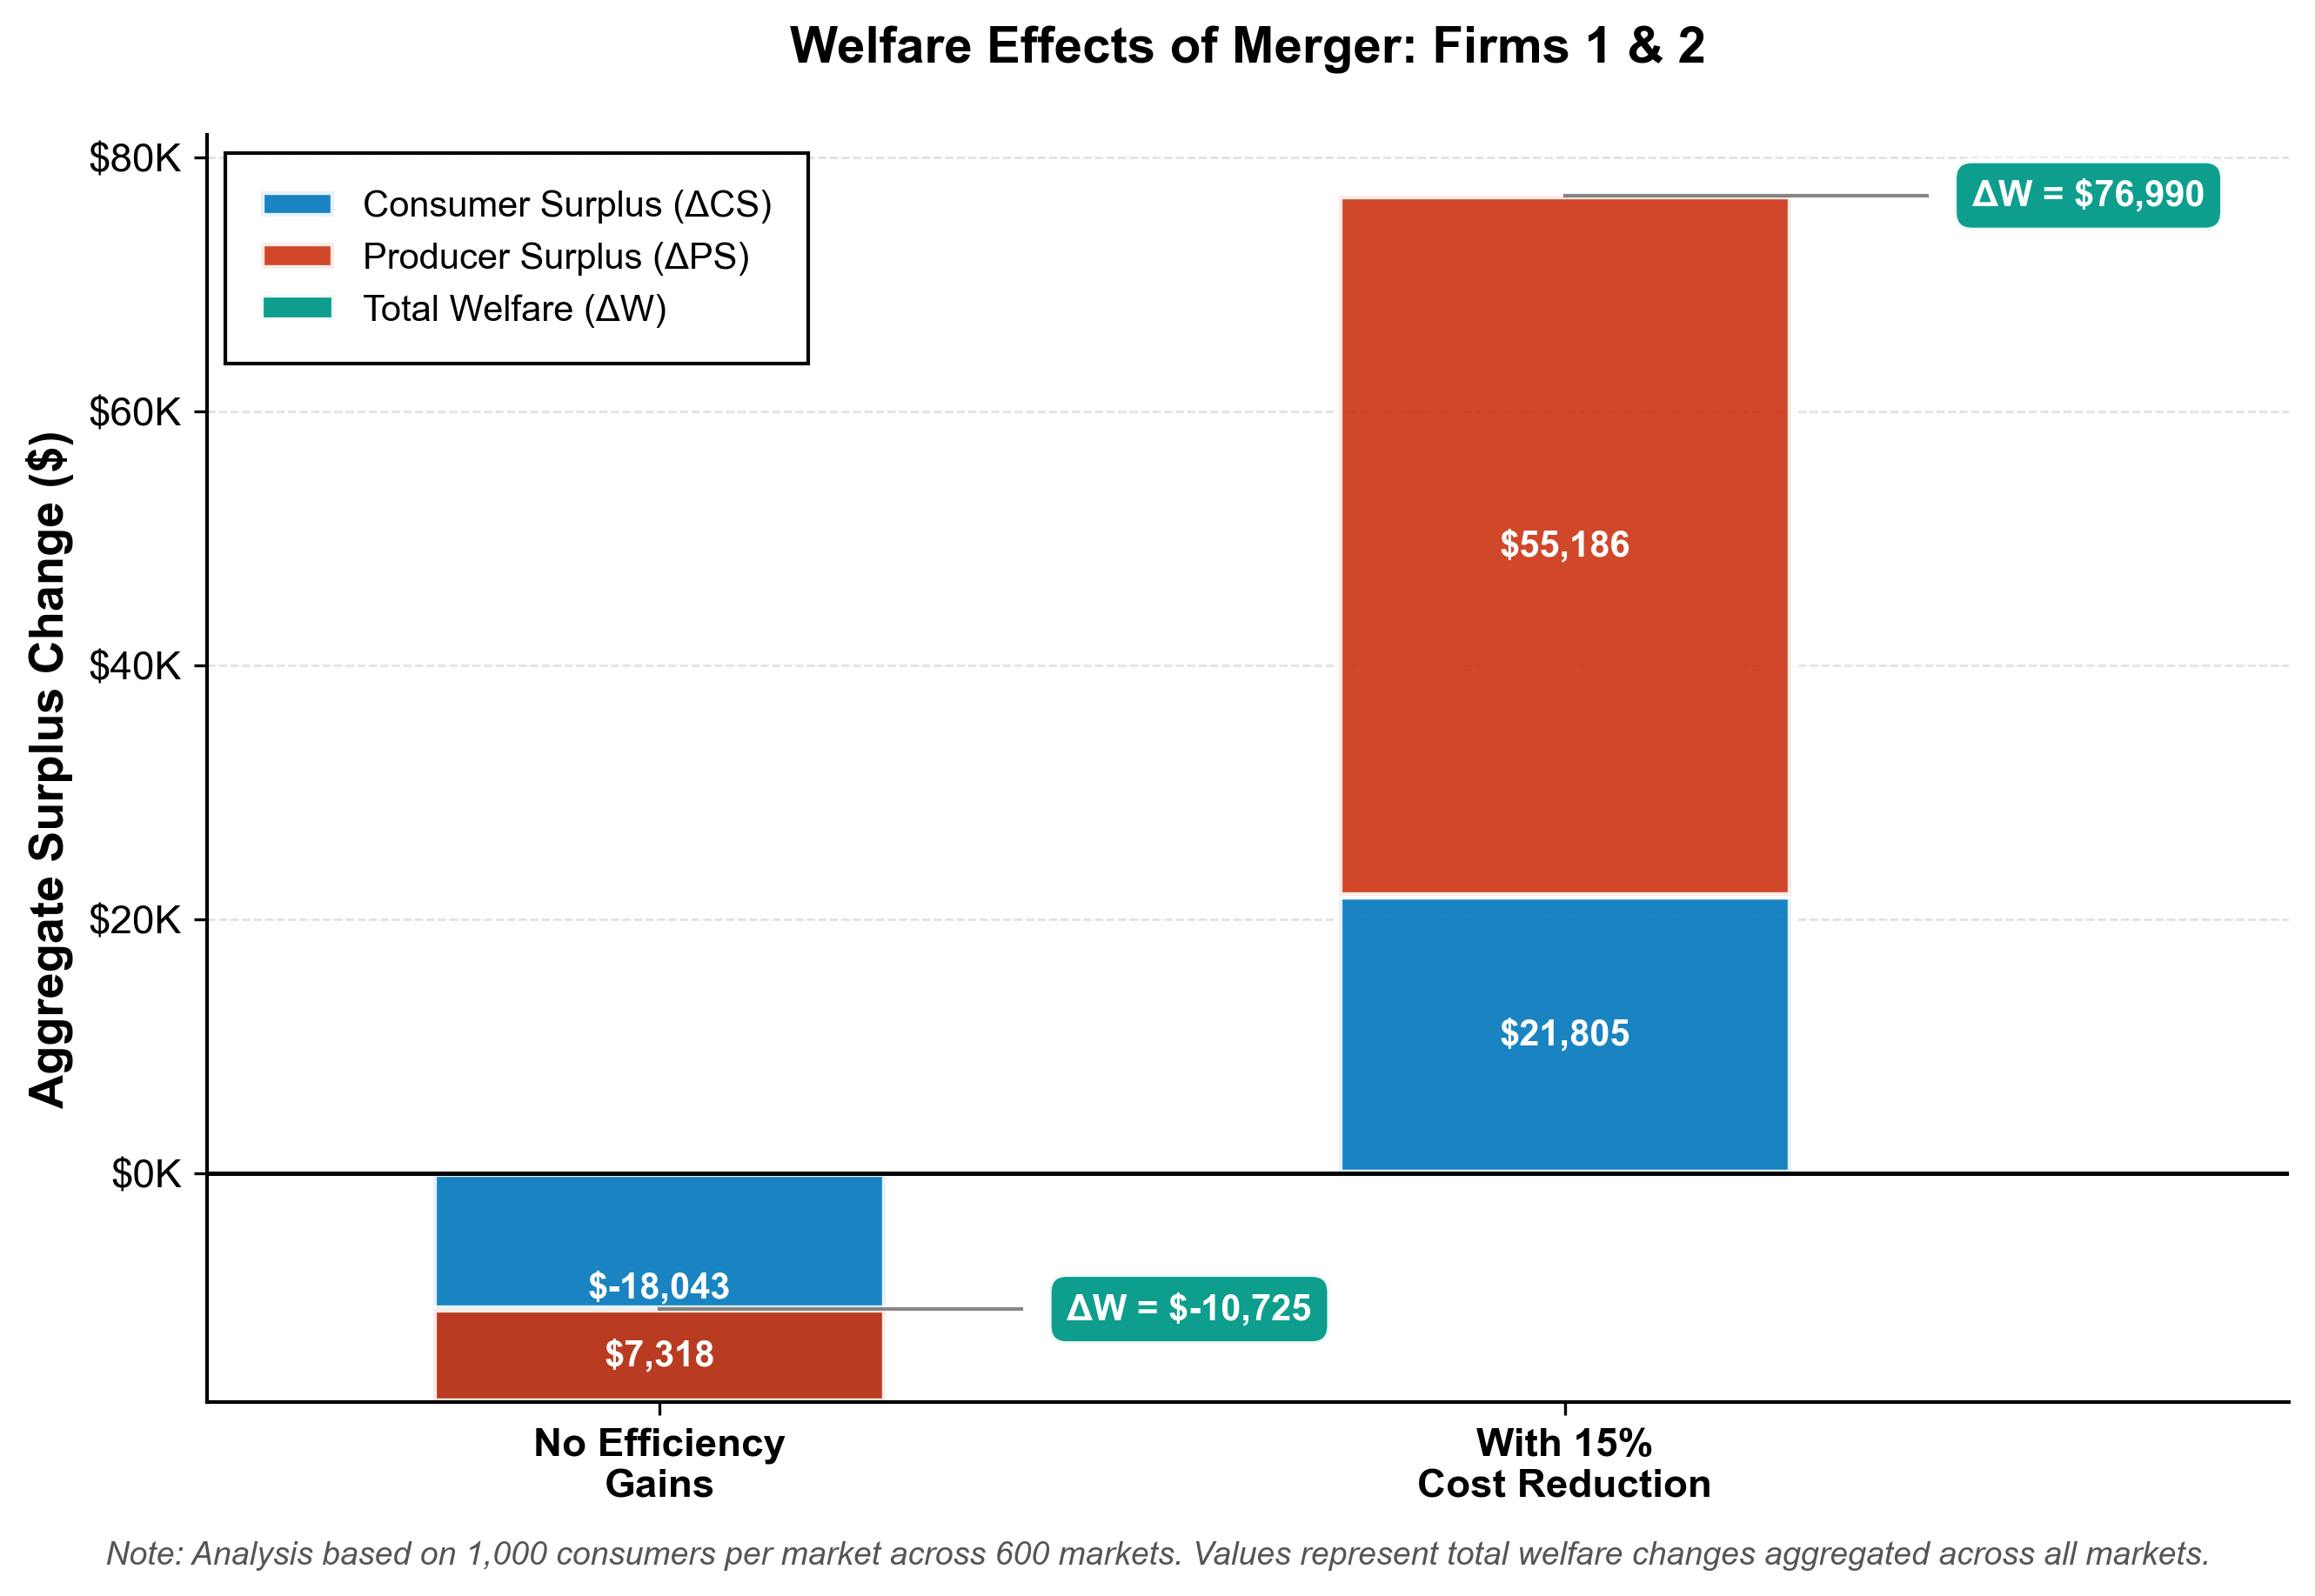 Welfare Effects of Merger: Firms 1 & 2
Aggregate Surplus Change ($)
$80K
$60K
$40K
$20K
$0K
Consumer Surplus (ΔCS)
Producer Surplus (ΔPS)
Total Welfare (ΔW)
ΔW = $76,990
$55,186
$21,805
$-18,043
ΔW = $-10,725
$7,318
No Efficiency
Gains
With 15%
Cost Reduction
Note: Analysis based on 1,000 consumers per market across 600 markets. Values represent total welfare changes aggregated across all markets.